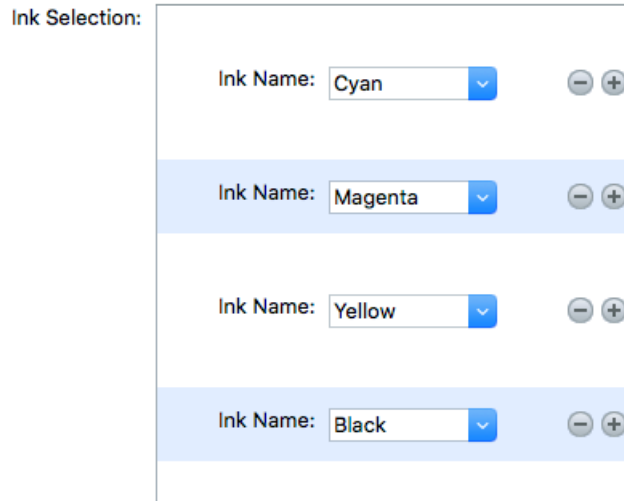 Ink Selection:
Ink Name: Cyan
Ink Name: Magenta
Ink Name: Yellow
Ink Name: Black